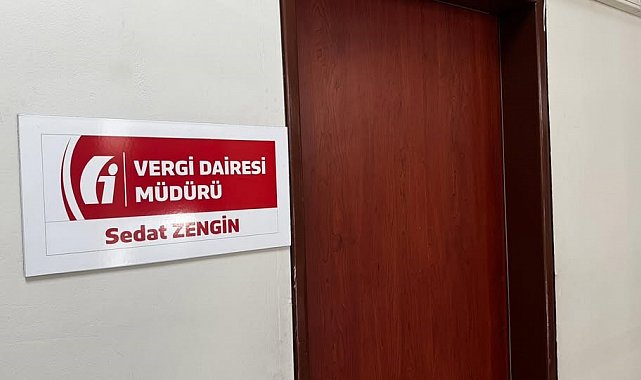 VERGİ DAİRESİ
MÜDÜRÜ
Sedat ZENGİN